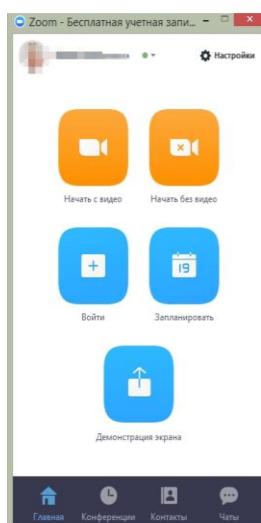 Zoom - Бесплатная учетная запи...
Настройки
Начать с видео
Начать без видео
Войти
19
Запланировать
Демонстрация экрана
Главная
Конференции
Контакты
Чаты